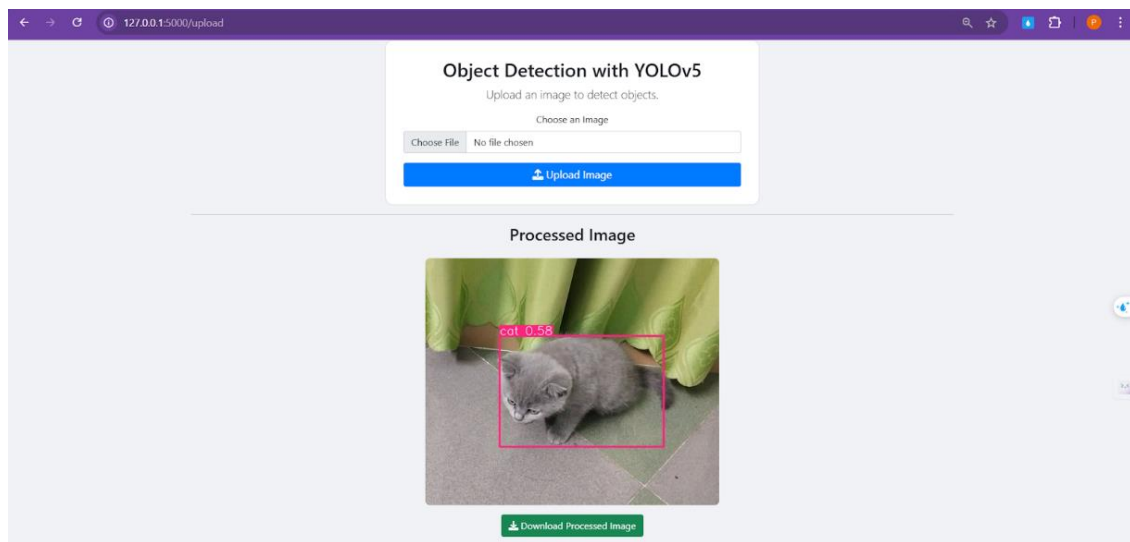 127.0.0.1:5000/upload
P
Object Detection with YOLOv5
Upload an image to detect objects.
Choose an Image
Choose File No file chosen
Upload Image
Processed Image
cat 0.58
Download Processed Image